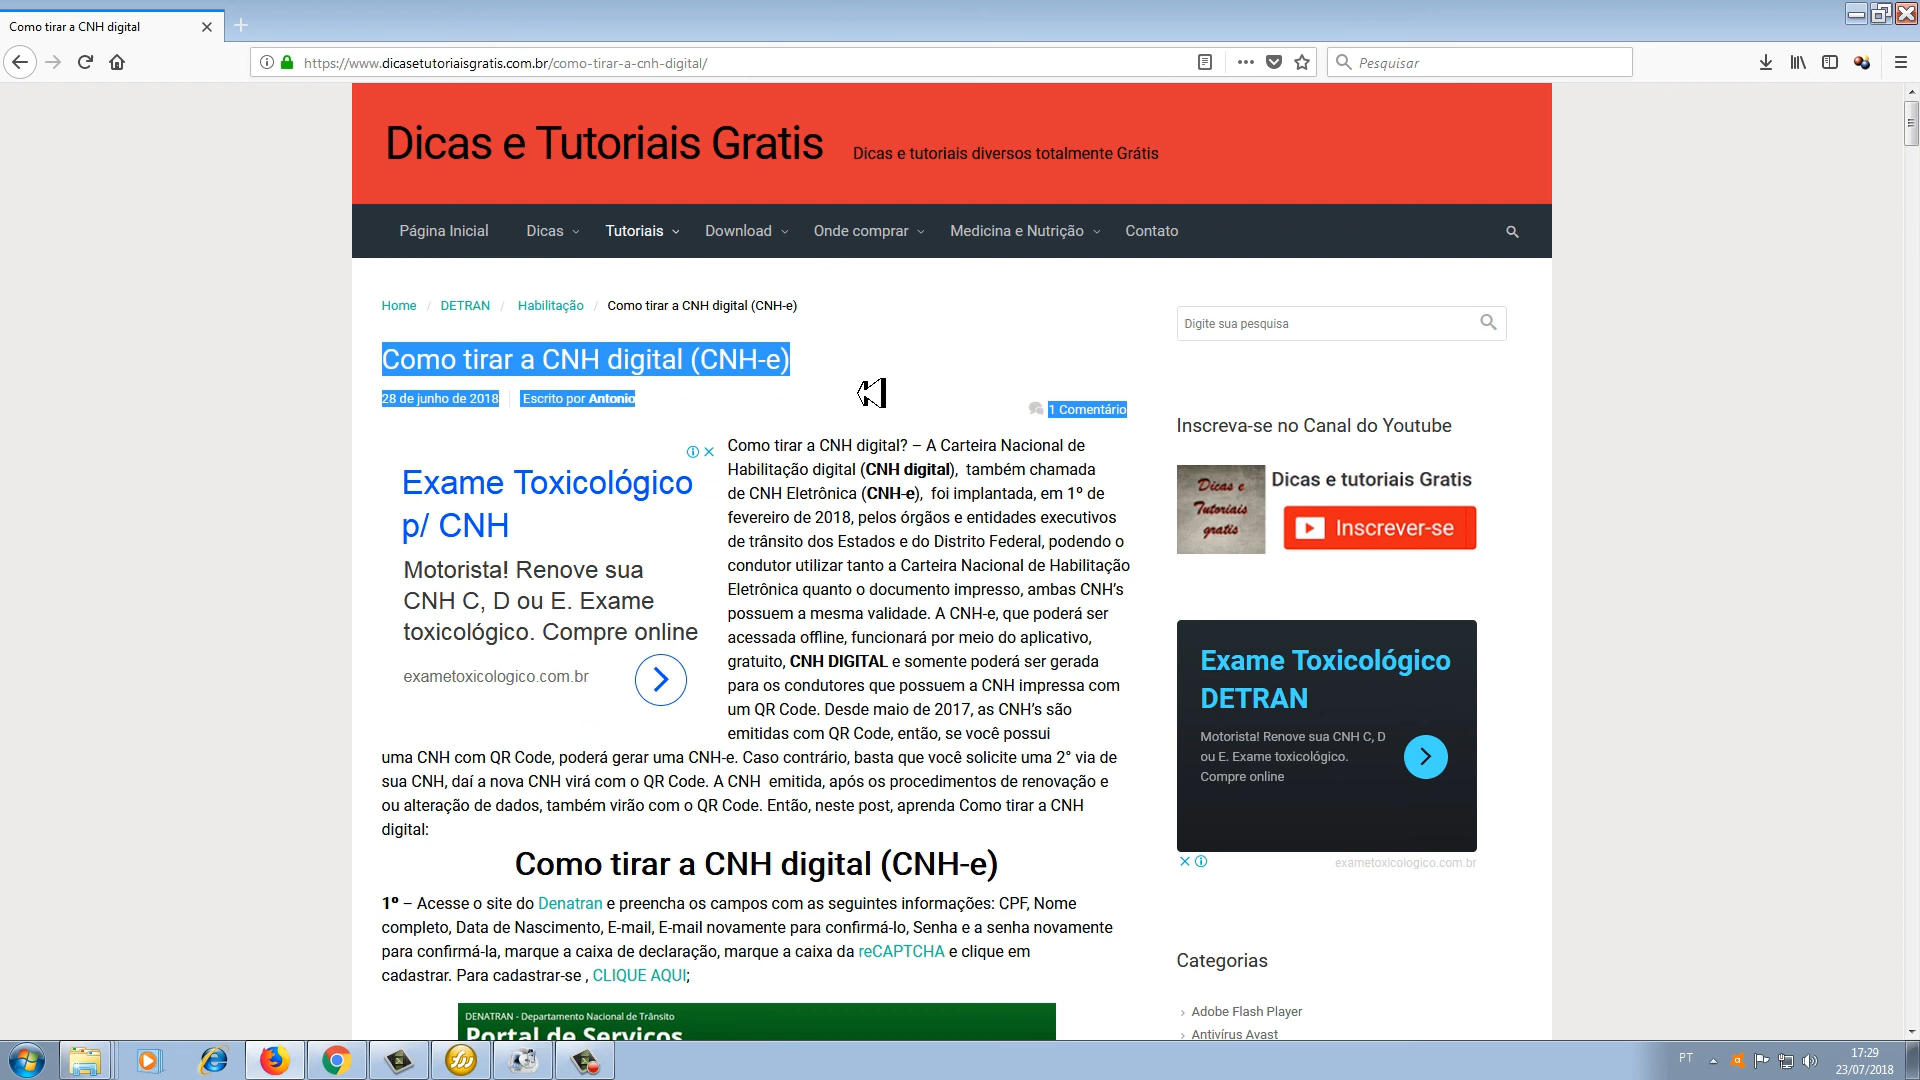 Como tirar a CNH digital
https://www.dicasetutoriaisgratis.com.br/como-tirar-a-cnh-digital/
Pesquisar
Dicas e Tutoriais Gratis
Dicas e tutoriais diversos totalmente Grátis
Página Inicial
Dicas
Tutoriais
Download
Onde comprar
Medicina e Nutrição
Contato
Home / DETRAN / Habilitação / Como tirar a CNH digital (CNH-e)
Como tirar a CNH digital (CNH-e)
28 de junho de 2018
Escrito por Antonio
1 Comentário
Exame Toxicológico
p/ CNH
Motorista! Renove sua
CNH C, D ou E. Exame
toxicológico. Compre online
exametoxicologico.com.br
Como tirar a CNH digital? – A Carteira Nacional de
Habilitação digital (CNH digital), também chamada
de CNH Eletrônica (CNH-e), foi implantada, em 1º de
fevereiro de 2018, pelos órgãos e entidades executivos
de trânsito dos Estados e do Distrito Federal, podendo o
condutor utilizar tanto a Carteira Nacional de Habilitação
Eletrônica quanto o documento impresso, ambas CNH's
possuem a mesma validade. A CNH-e, que poderá ser
acessada offline, funcionará por meio do aplicativo,
gratuito, CNH DIGITAL e somente poderá ser gerada
para os condutores que possuem a CNH impressa com
um QR Code. Desde maio de 2017, as CNH's são
emitidas com QR Code, então, se você possui
uma CNH com QR Code, poderá gerar uma CNH-e. Caso contrário, basta que você solicite uma 2° via de
sua CNH, daí a nova CNH virá com o QR Code. A CNH emitida, após os procedimentos de renovação e
ou alteração de dados, também virão com o QR Code. Então, neste post, aprenda Como tirar a CNH
digital:
Como tirar a CNH digital (CNH-e)
1º – Acesse o site do Denatran e preencha os campos com as seguintes informações: CPF, Nome
completo, Data de Nascimento, E-mail, E-mail novamente para confirmá-lo, Senha e a senha novamente
para confirmá-la, marque a caixa de declaração, marque a caixa da reCAPTCHA e clique em
cadastrar. Para cadastrar-se , CLIQUE AQUI;
DENATRAN - Departamento Nacional de Trânsito
Portal de Serviços
Digite sua pesquisa
Inscreva-se no Canal do Youtube
Dicas e
Tutoriais
gratis
Dicas e tutoriais Gratis
Inscrever-se
Exame Toxicológico
DETRAN
Motorista! Renove sua CNH C, D
ou E. Exame toxicológico.
Compre online
exametoxicologico.com.br
Categorias
Adobe Flash Player
Antivírus Avast
PT
17:29
23/07/2018